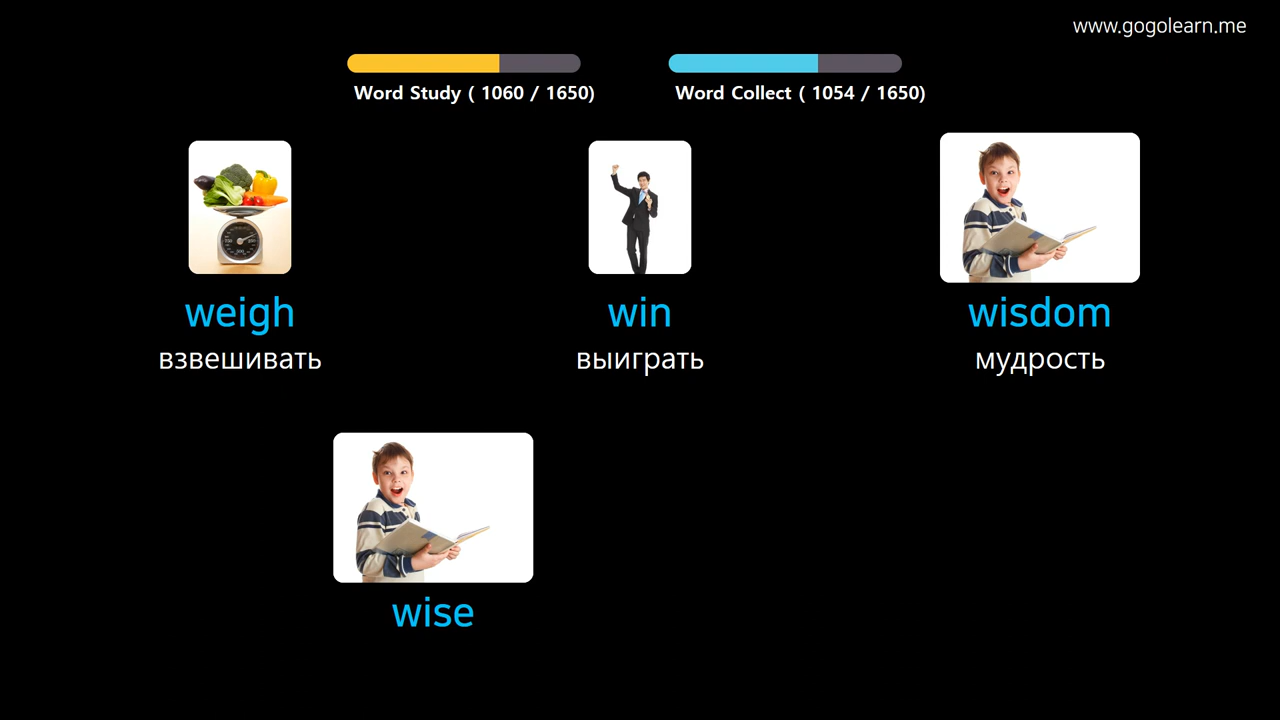 www.gogolearn.me
Word Study ( 1060 / 1650)
Word Collect ( 1054 / 1650)
weigh
взвешивать
win
выиграть
wisdom
мудрость
wise